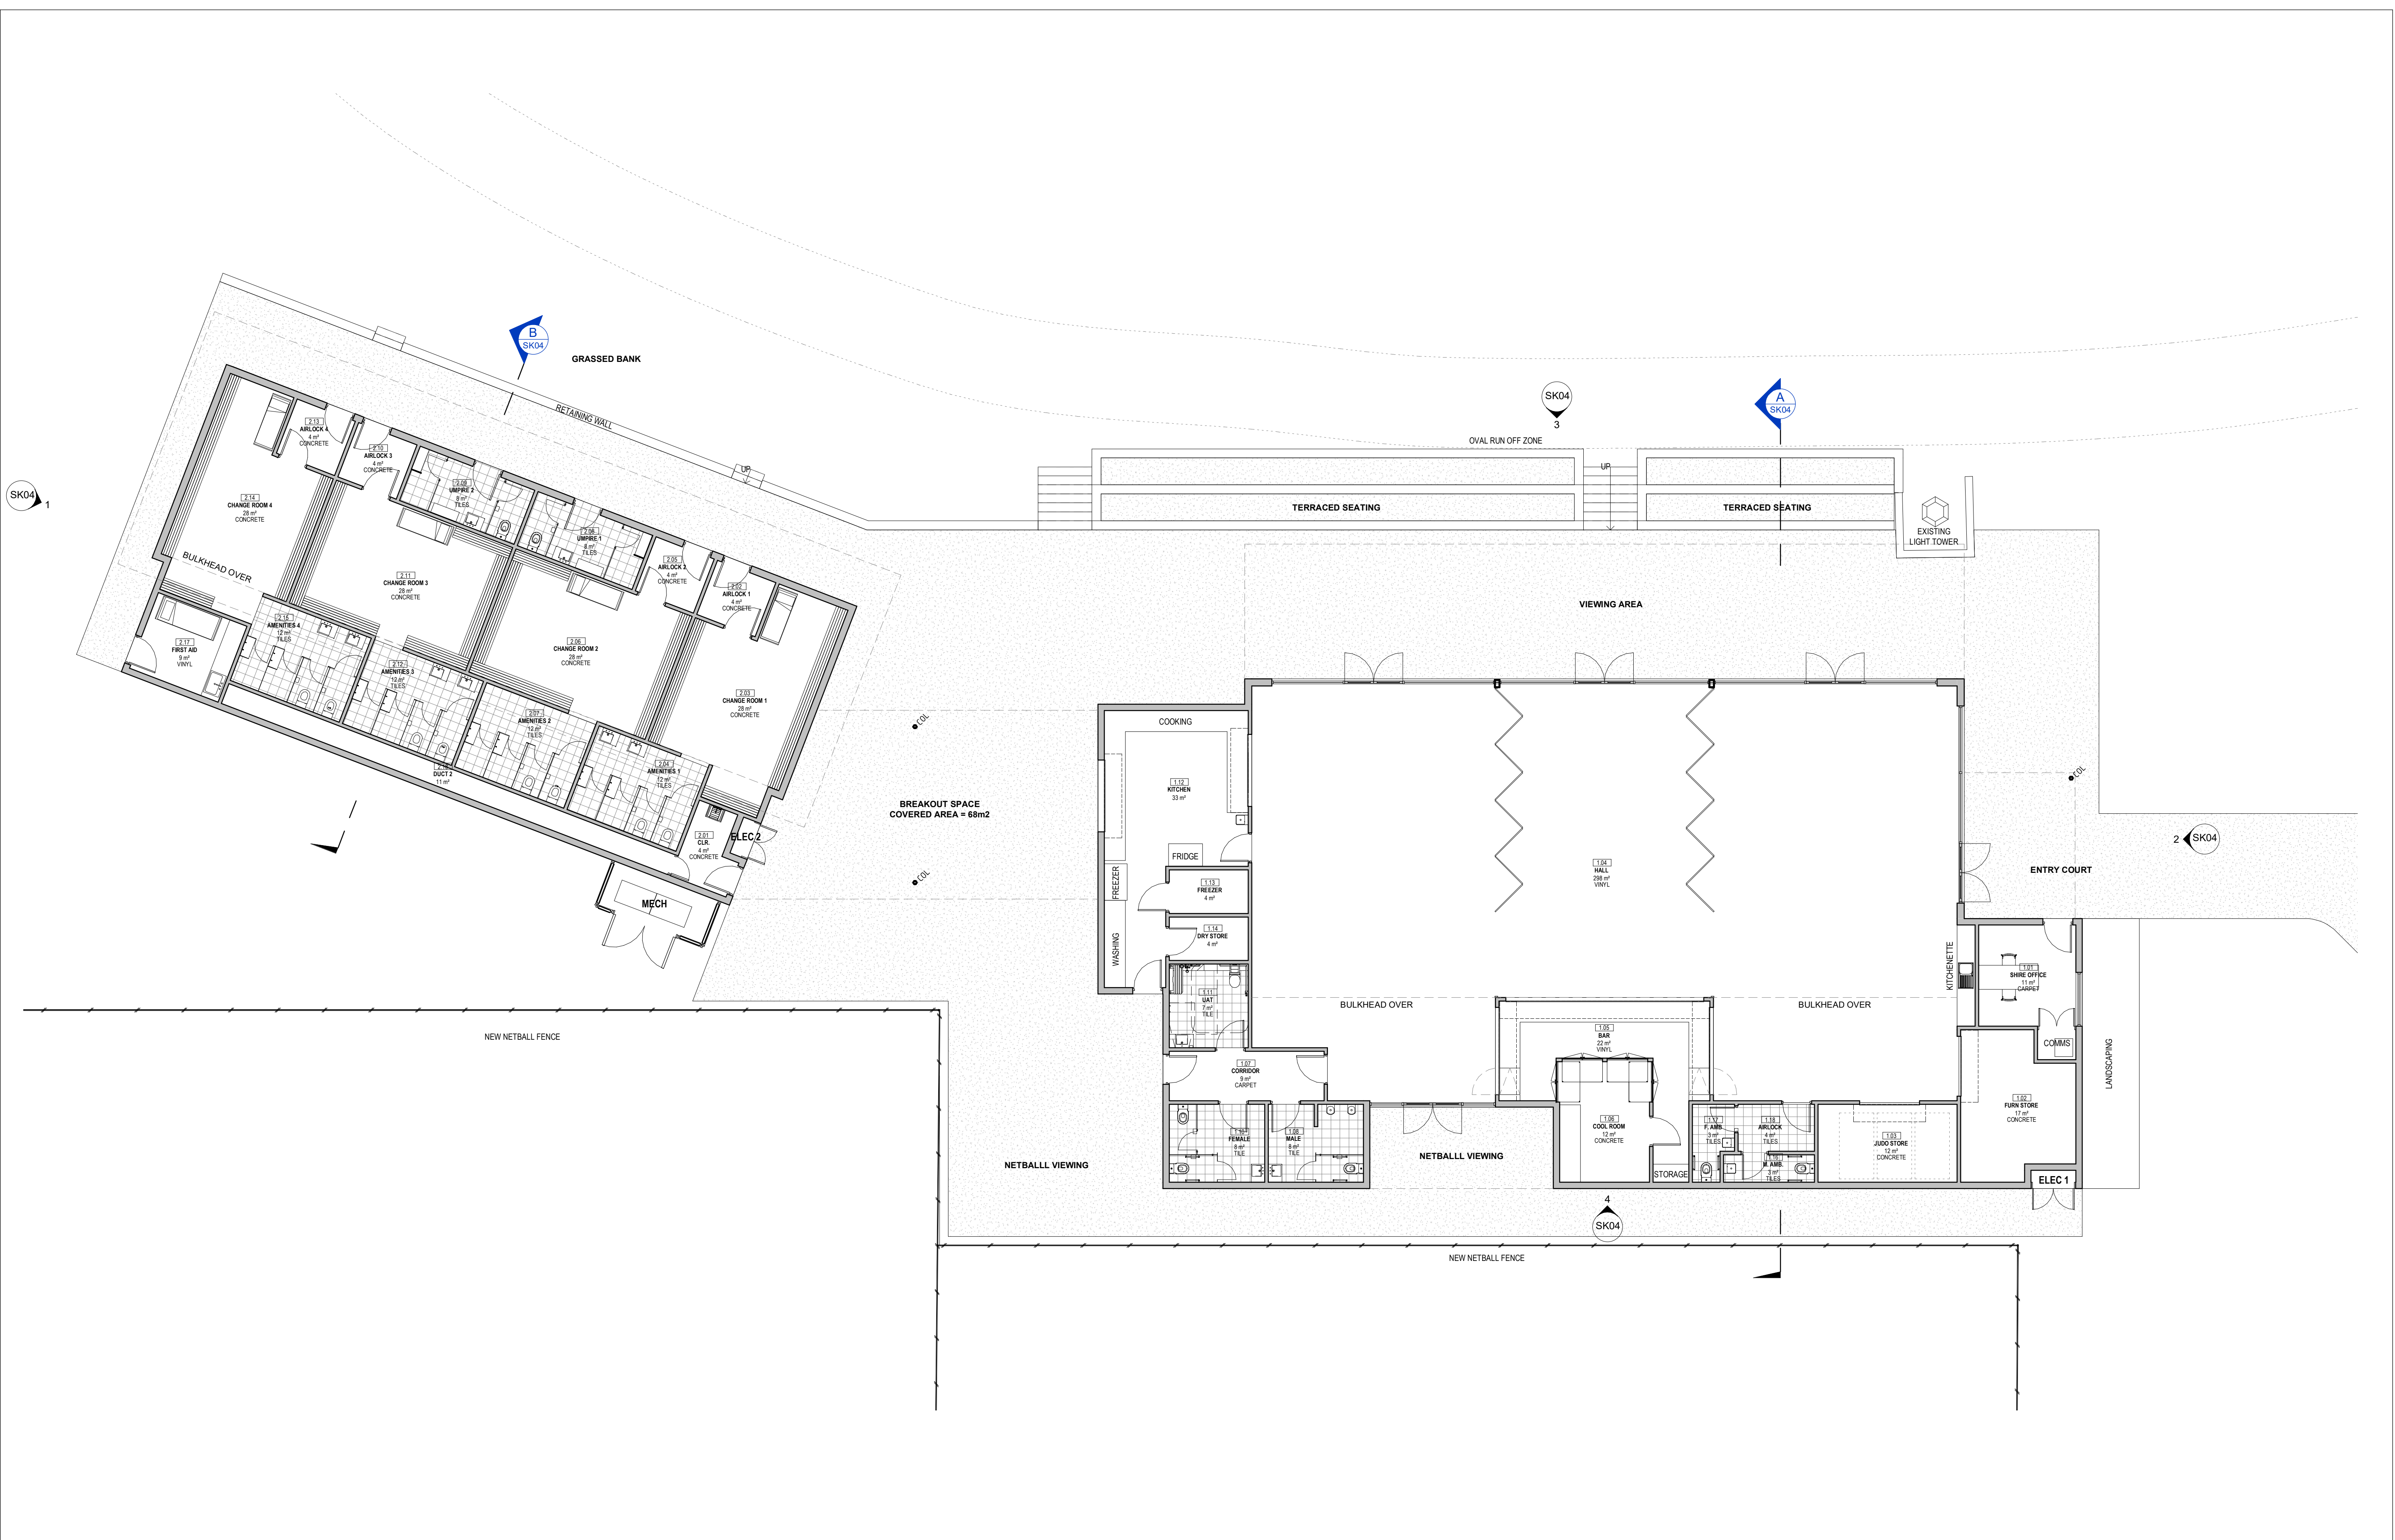 B
SK04
GRASSED BANK
RETAINING WALL
UP
SK04
1
2.13
AIRLOCK 4
4 m²
CONCRETE
2.10
AIRLOCK 3
4 m²
CONCRETE
2.09
UMPIRE 2
8 m²
TILES
2.08
UMPIRE 1
8 m²
TILES
2.05
AIRLOCK 2
4 m²
CONCRETE
2.02
AIRLOCK 1
4 m²
CONCRETE
2.14
CHANGE ROOM 4
28 m²
CONCRETE
2.11
CHANGE ROOM 3
28 m²
CONCRETE
2.06
CHANGE ROOM 2
28 m²
CONCRETE
2.03
CHANGE ROOM 1
28 m²
CONCRETE
BULKHEAD OVER
2.17
FIRST AID
9 m²
VINYL
2.15
AMENITIES 4
12 m²
TILES
2.12
AMENITIES 3
12 m²
TILES
2.07
AMENITIES 2
12 m²
TILES
2.04
AMENITIES 1
12 m²
TILES
DUCT 2
11 m²
2.01
CLR.
4 m²
CONCRETE
ELEC 2
MECH
NEW NETBALL FENCE
COL
COL
BREAKOUT SPACE
COVERED AREA = 68m2
SK04
3
A
SK04
OVAL RUN OFF ZONE
UP
TERRACED SEATING
TERRACED SEATING
EXISTING
LIGHT TOWER
VIEWING AREA
COOKING
1.12
KITCHEN
33 m²
FRIDGE
FREEZER
1.13
FREEZER
4 m²
WASHING
1.14
DRY STORE
4 m²
1.11
UAT
7 m²
TILE
1.07
CORRIDOR
9 m²
CARPET
1.10
FEMALE
8 m²
TILE
1.08
MALE
8 m²
TILE
1.04
HALL
298 m²
VINYL
BULKHEAD OVER
BULKHEAD OVER
1.05
BAR
22 m²
VINYL
1.06
COOL ROOM
12 m²
CONCRETE
STORAGE
1.17
F. AMB.
3 m²
TILES
1.18
AIRLOCK
4 m²
TILES
1.16
M. AMB.
3 m²
TILES
1.03
JUDO STORE
12 m²
CONCRETE
KITCHENETTE
1.01
SHIRE OFFICE
11 m²
CARPET
COMMS
1.02
FURN STORE
17 m²
CONCRETE
ELEC 1
COL
2
SK04
ENTRY COURT
LANDSCAPING
NETBALLL VIEWING
NETBALLL VIEWING
4
SK04
NEW NETBALL FENCE